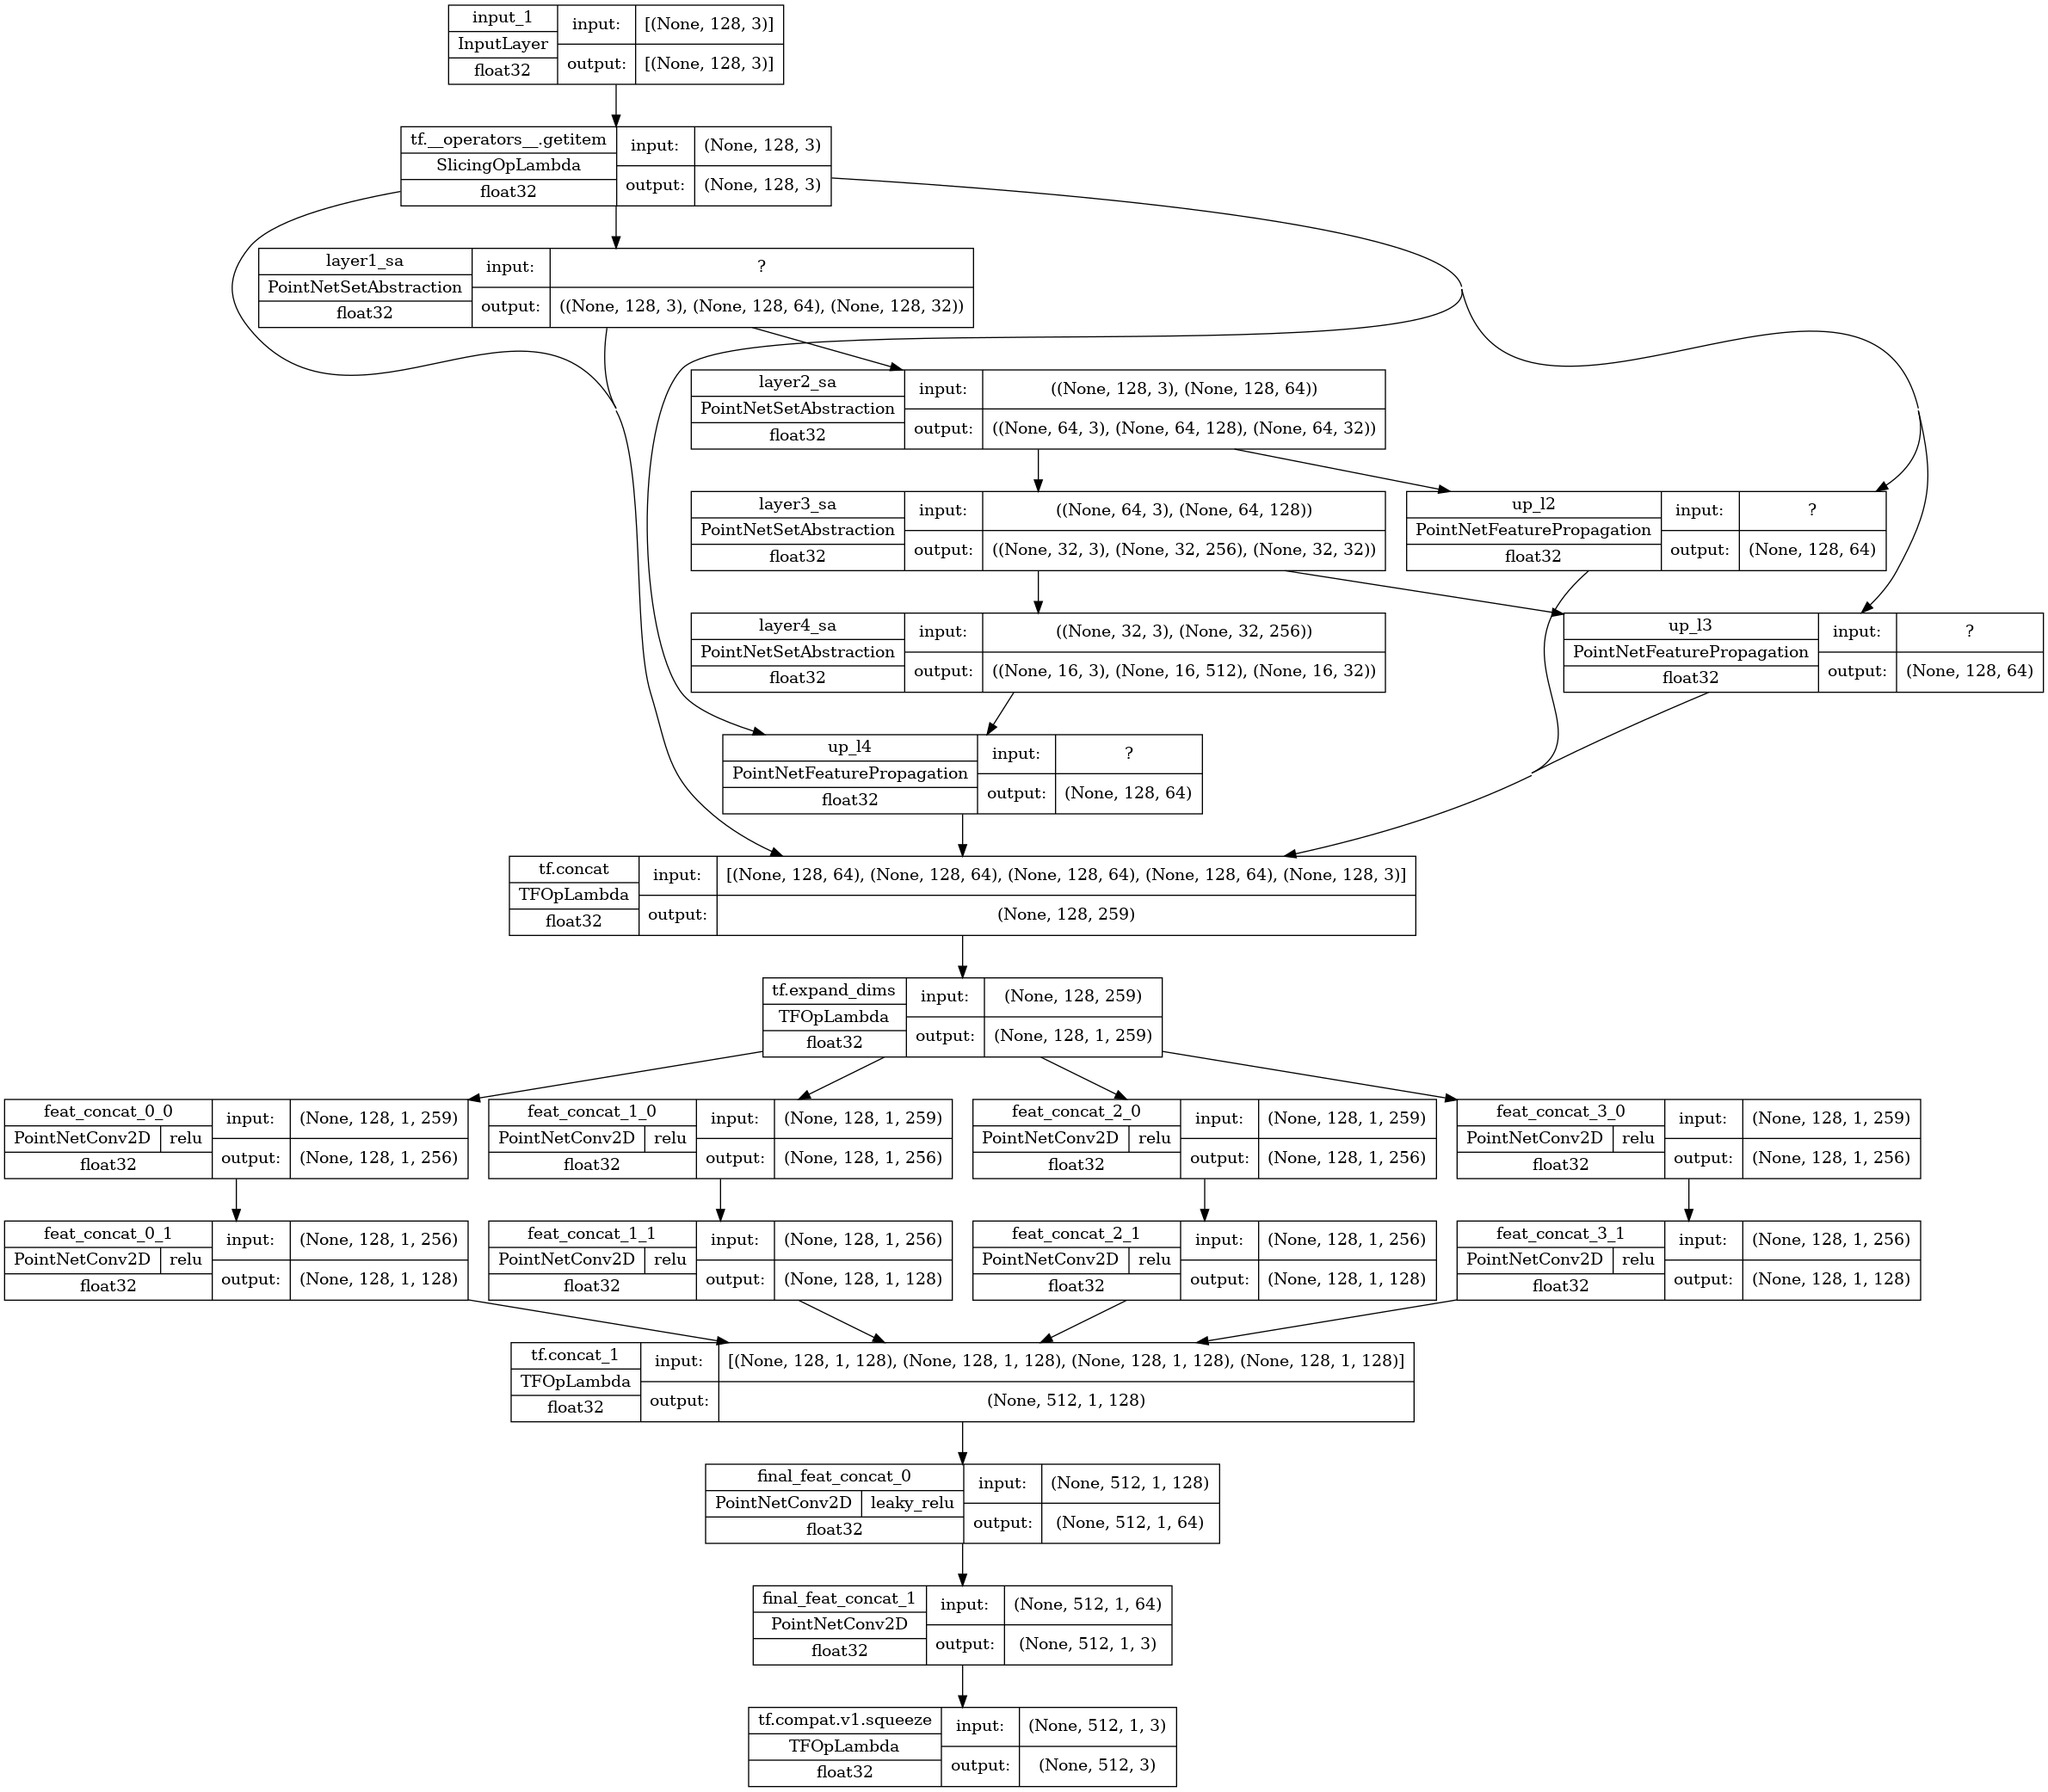 input_1
InputLayer
float32
input:
[(None, 128, 3)]
output:
[(None, 128, 3)]
tf.__operators__.getitem
SlicingOpLambda
float32
input:
(None, 128, 3)
output:
(None, 128, 3)
layer1_sa
PointNetSetAbstraction
float32
input:
?
output:
((None, 128, 3), (None, 128, 64), (None, 128, 32))
layer2_sa
PointNetSetAbstraction
float32
input:
((None, 128, 3), (None, 128, 64))
output:
((None, 64, 3), (None, 64, 128), (None, 64, 32))
layer3_sa
PointNetSetAbstraction
float32
input:
((None, 64, 3), (None, 64, 128))
output:
((None, 32, 3), (None, 32, 256), (None, 32, 32))
up_l2
PointNetFeaturePropagation
float32
input:
?
output:
(None, 128, 64)
layer4_sa
PointNetSetAbstraction
float32
input:
((None, 32, 3), (None, 32, 256))
output:
((None, 16, 3), (None, 16, 512), (None, 16, 32))
up_l3
PointNetFeaturePropagation
float32
input:
?
output:
(None, 128, 64)
up_l4
PointNetFeaturePropagation
float32
input:
?
output:
(None, 128, 64)
tf.concat
TFOpLambda
float32
input:
[(None, 128, 64), (None, 128, 64), (None, 128, 64), (None, 128, 64), (None, 128, 3)]
output:
(None, 128, 259)
tf.expand_dims
TFOpLambda
float32
input:
(None, 128, 259)
output:
(None, 128, 1, 259)
feat_concat_0_0
PointNetConv2D relu
float32
input:
(None, 128, 1, 259)
output:
(None, 128, 1, 256)
feat_concat_1_0
PointNetConv2D relu
float32
input:
(None, 128, 1, 259)
output:
(None, 128, 1, 256)
feat_concat_2_0
PointNetConv2D relu
float32
input:
(None, 128, 1, 259)
output:
(None, 128, 1, 256)
feat_concat_3_0
PointNetConv2D relu
float32
input:
(None, 128, 1, 259)
output:
(None, 128, 1, 256)
feat_concat_0_1
PointNetConv2D relu
float32
input:
(None, 128, 1, 256)
output:
(None, 128, 1, 128)
feat_concat_1_1
PointNetConv2D relu
float32
input:
(None, 128, 1, 256)
output:
(None, 128, 1, 128)
feat_concat_2_1
PointNetConv2D relu
float32
input:
(None, 128, 1, 256)
output:
(None, 128, 1, 128)
feat_concat_3_1
PointNetConv2D relu
float32
input:
(None, 128, 1, 256)
output:
(None, 128, 1, 128)
tf.concat_1
TFOpLambda
float32
input:
[(None, 128, 1, 128), (None, 128, 1, 128), (None, 128, 1, 128), (None, 128, 1, 128)]
output:
(None, 512, 1, 128)
final_feat_concat_0
PointNetConv2D leaky_relu
float32
input:
(None, 512, 1, 128)
output:
(None, 512, 1, 64)
final_feat_concat_1
PointNetConv2D
float32
input:
(None, 512, 1, 64)
output:
(None, 512, 1, 3)
tf.compat.v1.squeeze
TFOpLambda
float32
input:
(None, 512, 1, 3)
output:
(None, 512, 3)